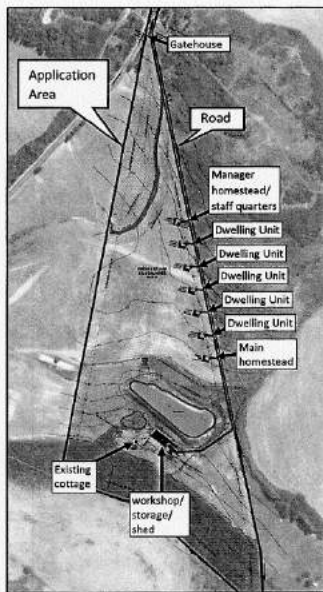 Gatehouse
Application
Area
Road
Manager
homestead/
staff quarters
Dwelling Unit
Dwelling Unit
Dwelling Unit
Dwelling Unit
Dwelling Unit
Main
homestead
Existing
cottage
workshop/
storage/
shed